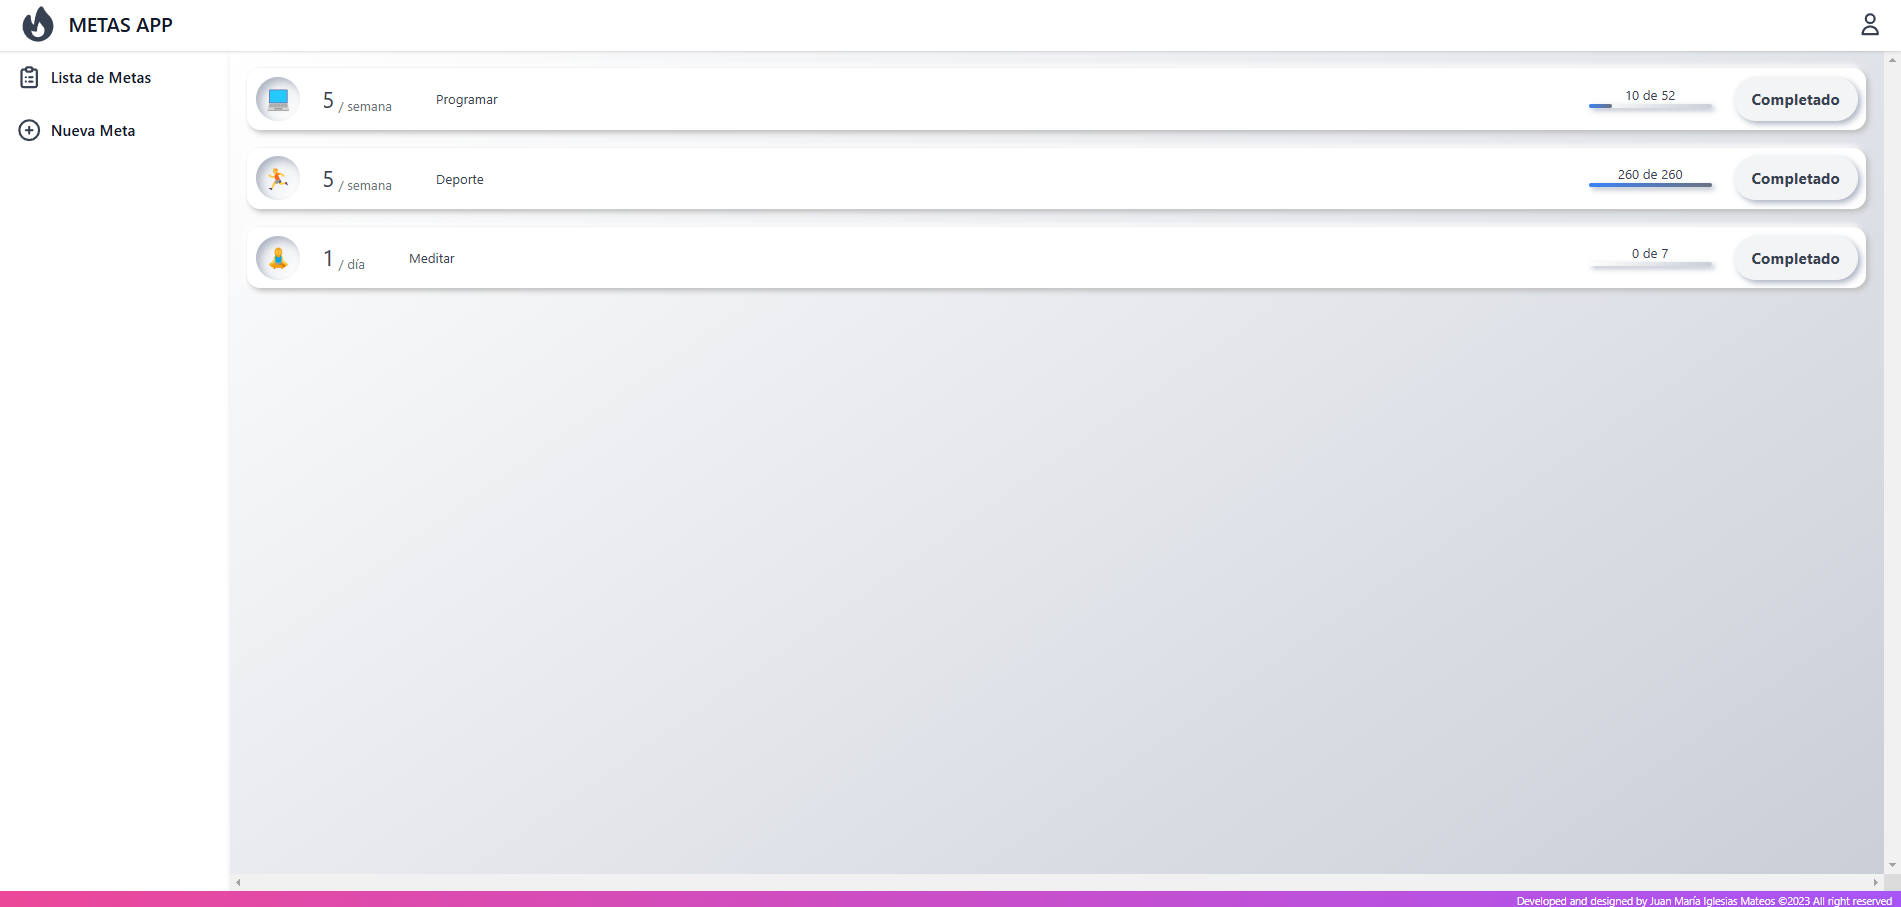 METAS APP
Lista de Metas
Nueva Meta
5 / semana Programar 10 de 52 Completado
5 / semana Deporte 260 de 260 Completado
1 / día Meditar 0 de 7 Completado
Developed and designed by Juan María Iglesias Mateos ©2023 All right reserved